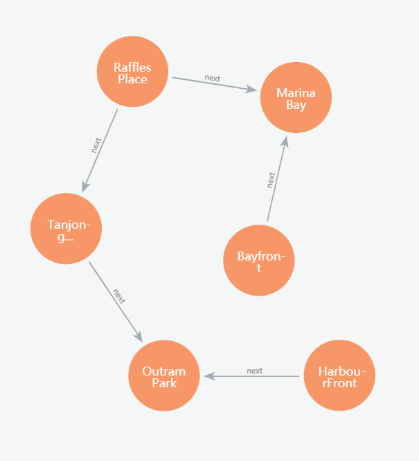 Raffles
Place
next
Marina
Bay
next
next
Tanjon-
g...
Bayfron-
t
next
Outram
Park
next
Harbou-
rFront